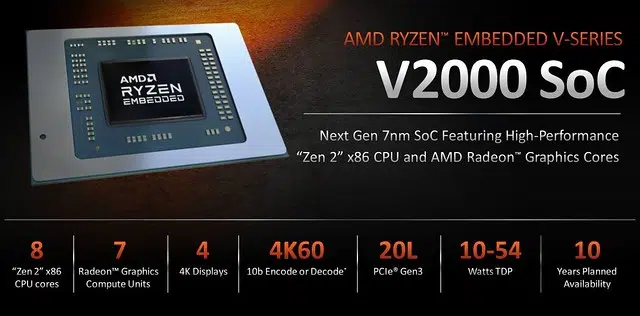 AMD
RYZEN
EMBEDDED
AMD RYZEN™ EMBEDDED V-SERIES
V2000 SoC
Next Gen 7nm SoC Featuring High-Performance
“Zen 2” x86 CPU and AMD Radeon™ Graphics Cores
8
“Zen 2” x86
CPU cores
7
Radeon™ Graphics
Compute Units
4
4K Displays
4K60
10b Encode or Decode*
20L
PCIe® Gen3
10-54
Watts TDP
10
Years Planned
Availability